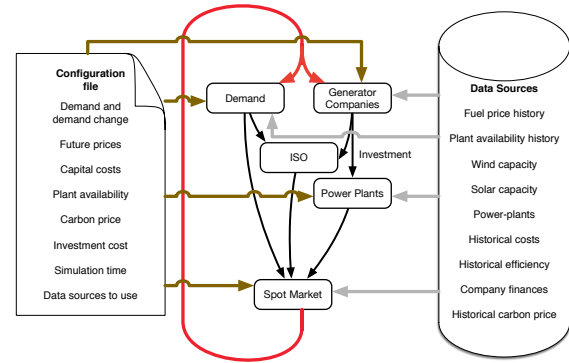 Configuration
file
Demand and
demand change
Future prices
Capital costs
Plant availability
Carbon price
Investment cost
Simulation time
Data sources to use
Demand
Generator
Companies
ISO
Investment
Power Plants
Spot Market
Data Sources
Fuel price history
Plant availability history
Wind capacity
Solar capacity
Power-plants
Historical costs
Historical efficiency
Company finances
Historical carbon price